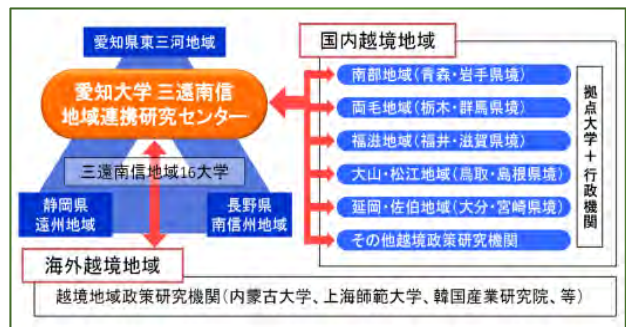 愛知県東三河地域
愛知大学 三遠南信
地域連携研究センター
三遠南信地域16大学
静岡県
遠州地域
長野県
南信州地域
国内越境地域
南部地域(青森・岩手県境)
両毛地域(栃木・群馬県境)
福滋地域(福井・滋賀県境)
大山・松江地域(鳥取・島根県境)
延岡・佐伯地域(大分・宮崎県境)
その他越境政策研究機関
拠点大学+行政機関
海外越境地域
越境地域政策研究機関(内蒙古大学、上海師範大学、韓国産業研究院、等)